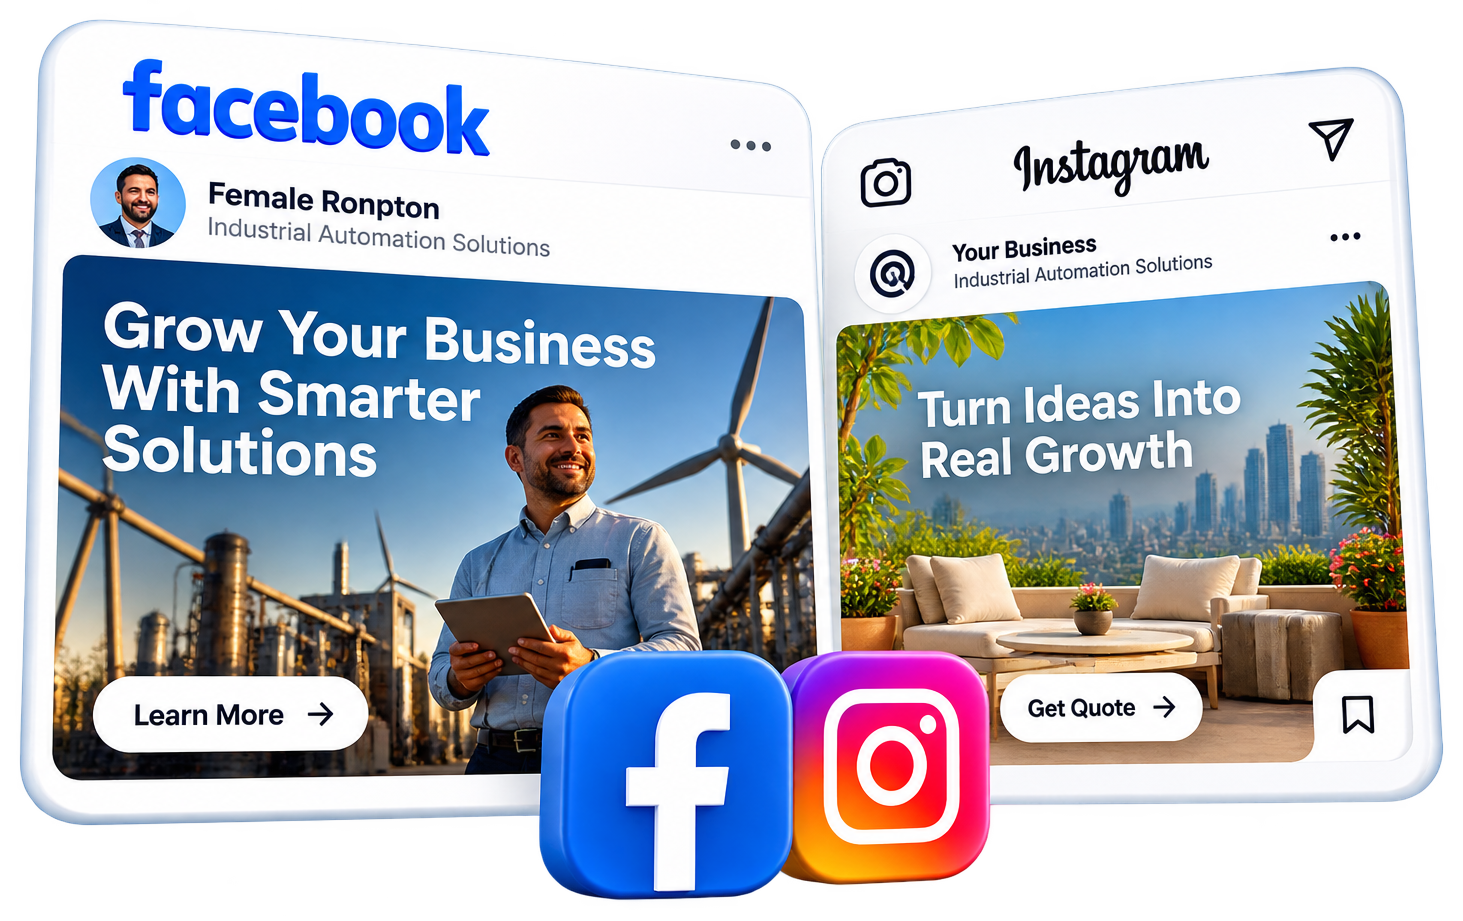 facebook
Female Ronpton
Industrial Automation Solutions
Grow Your Business
With Smarter
Solutions
Learn More
Instagram
Your Business
Industrial Automation Solutions
Turn Ideas Into
Real Growth
Get Quote
f